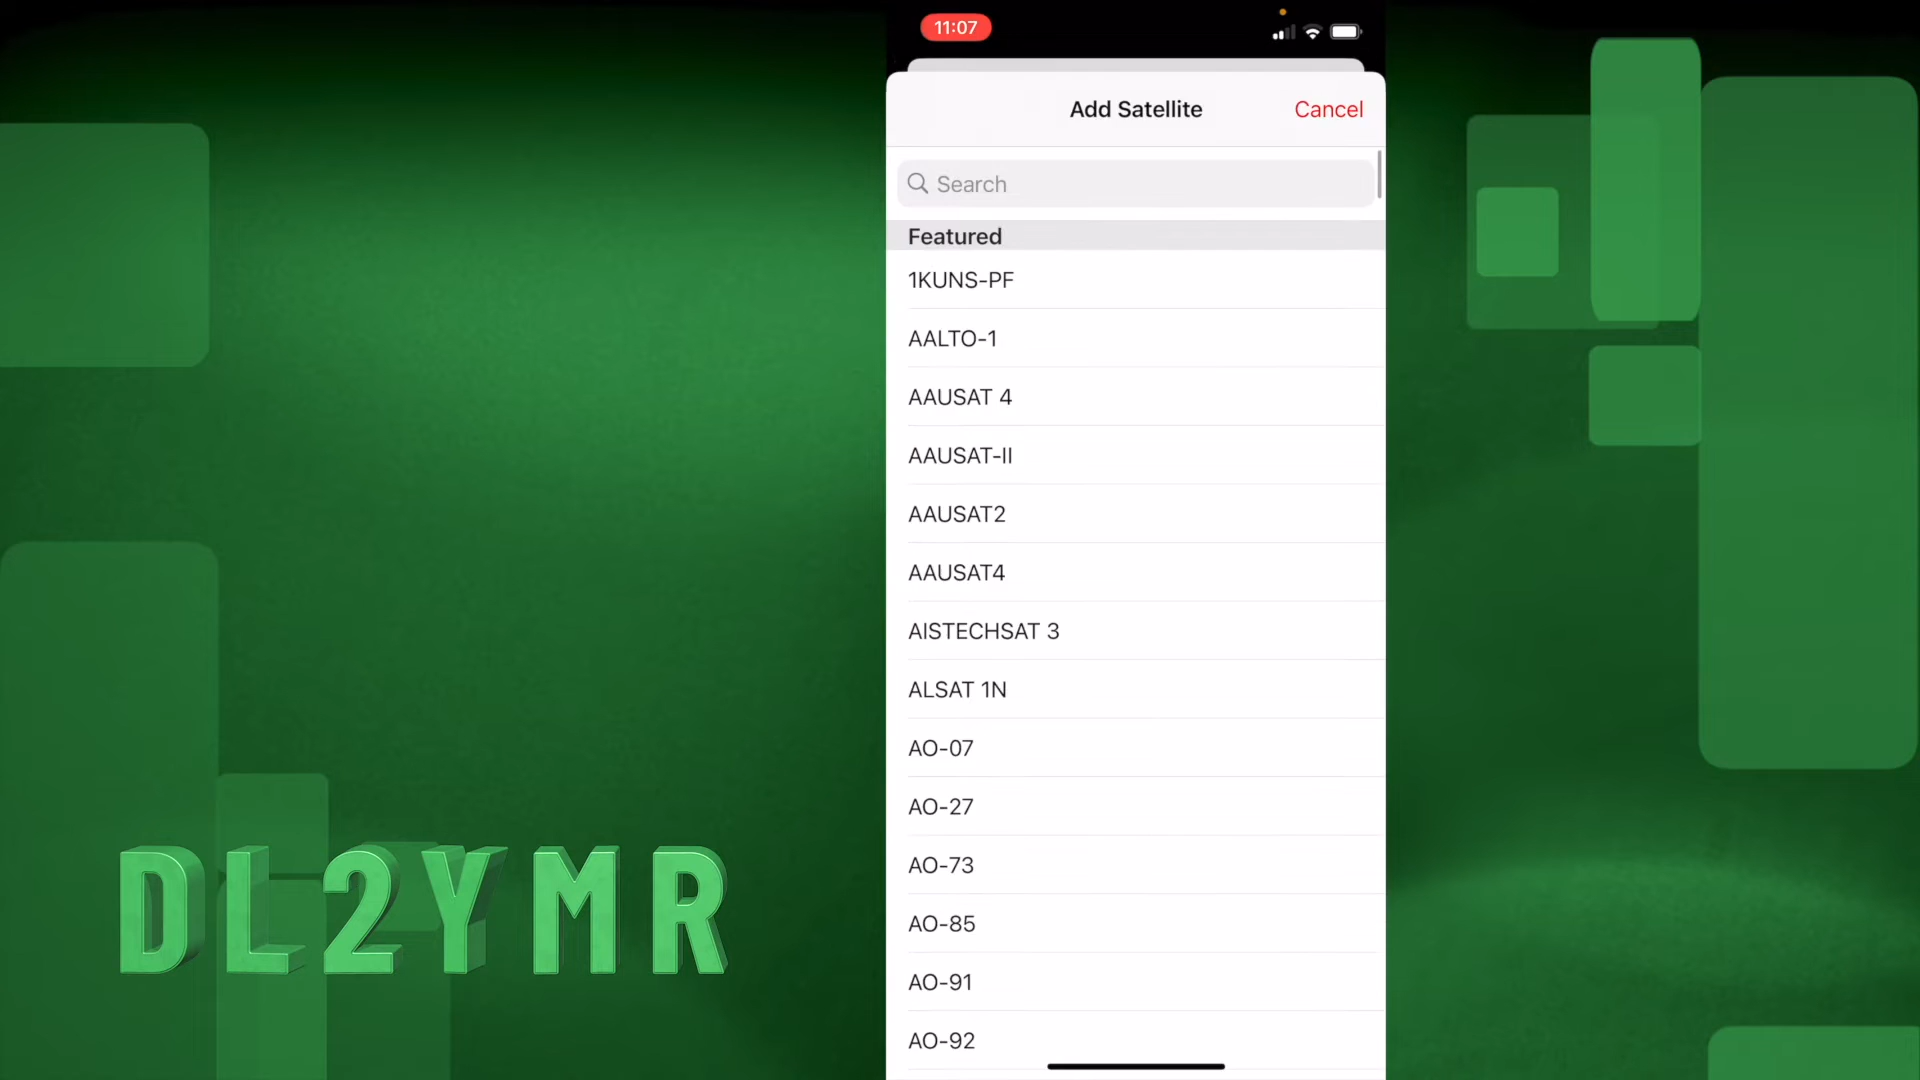 11:07
Add Satellite
Cancel
Search
Featured
1KUNS-PF
AALTO-1
AAUSAT 4
AAUSAT-II
AAUSAT2
AAUSAT4
AISTECHSAT 3
ALSAT 1N
AO-07
AO-27
AO-73
AO-85
AO-91
AO-92
DL2YMR